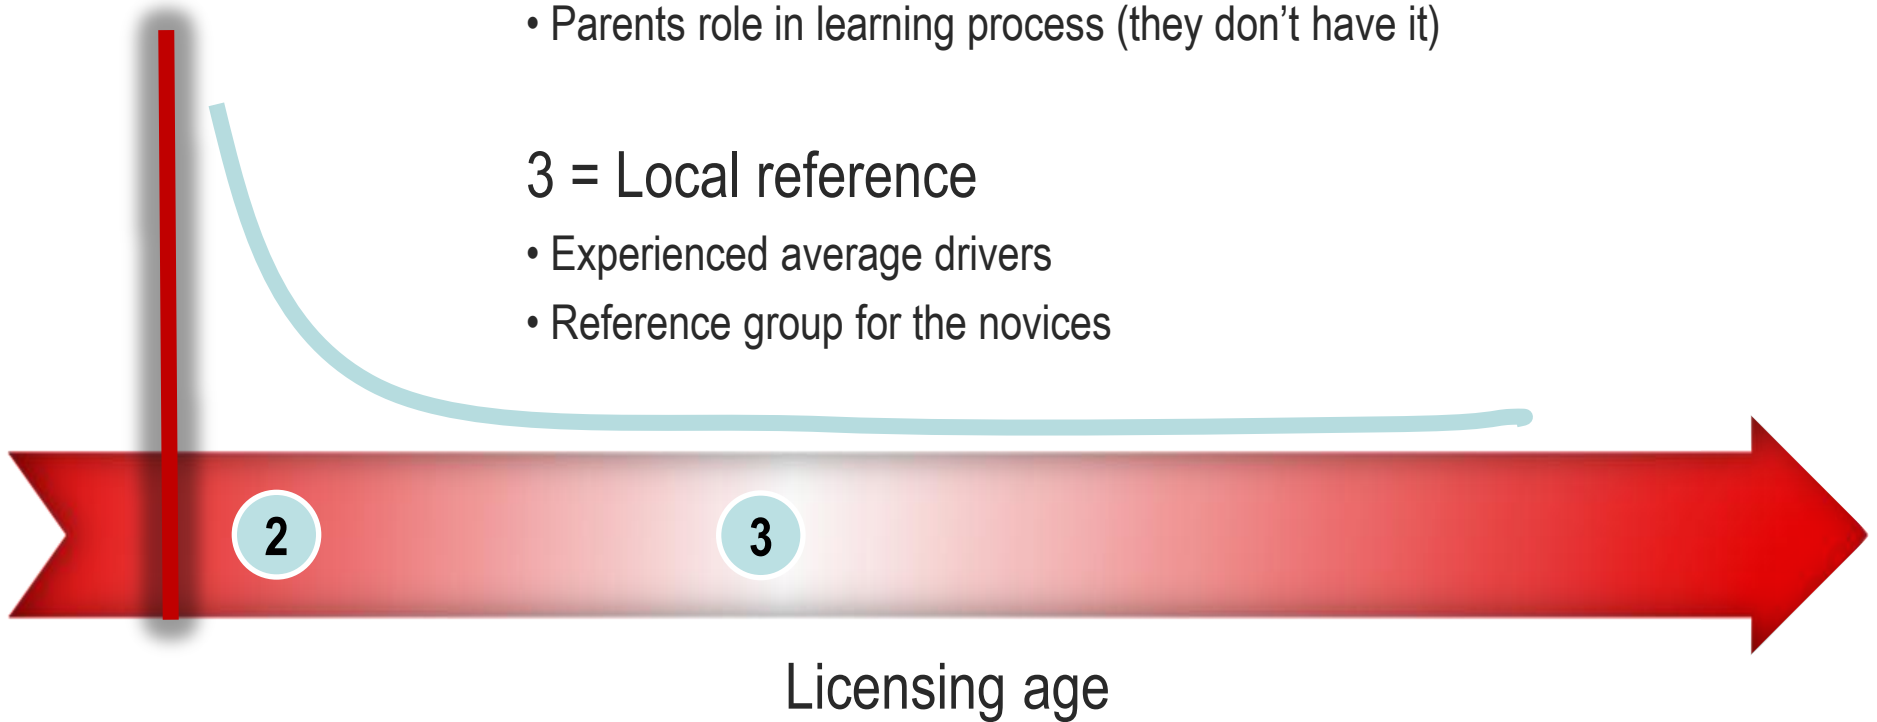 • Parents role in learning process (they don’t have it)
3 = Local reference
• Experienced average drivers
• Reference group for the novices
2
3
Licensing age